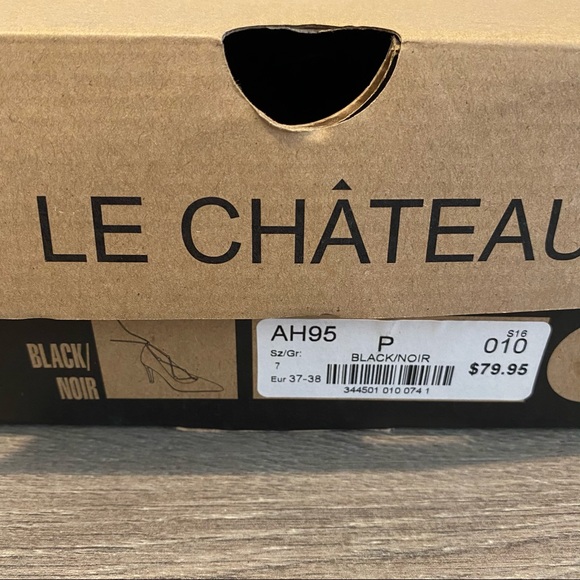 LE CHÂTEAU
BLACK/
NOIR
AH95 P S16
010
Sz/Gr: BLACK/NOIR
7
$79.95
Eur 37-38
344501 010 074 1